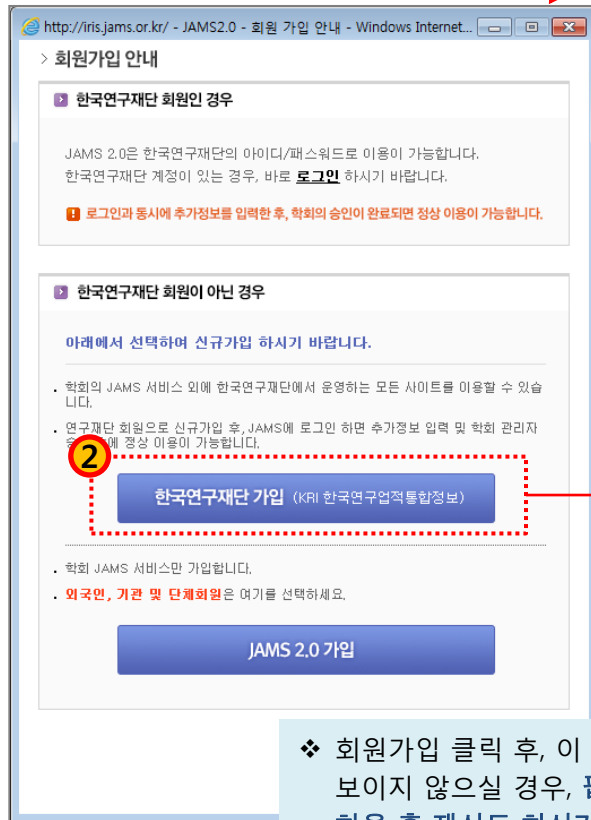 http://iris.jams.or.kr/ - JAMS2.0 - 회원 가입 안내 - Windows Internet...
> 회원가입 안내
한국연구재단 회원인 경우
JAMS 2.0은 한국연구재단의 아이디/패스워드로 이용이 가능합니다.
한국연구재단 계정이 있는 경우, 바로 로그인 하시기 바랍니다.
로그인과 동시에 추가정보를 입력한 후, 학회의 승인이 완료되면 정상 이용이 가능합니다.
한국연구재단 회원이 아닌 경우
아래에서 선택하여 신규가입 하시기 바랍니다.
. 학회의 JAMS 서비스 외에 한국연구재단에서 운영하는 모든 사이트를 이용할 수 있습
니다.
. 연구재단 회원으로 신규가입 후, JAMS에 로그인 하면 추가정보 입력 및 학회 관리자
에 정상 이용이 가능합니다.
2
한국연구재단 가입 (KRI 한국연구업적통합정보)
. 학회 JAMS 서비스만 가입합니다.
. 외국인, 기관 및 단체회원은 여기를 선택하세요.
JAMS 2.0 가입
❖ 회원가입 클릭 후, 이
보이지 않으실 경우,